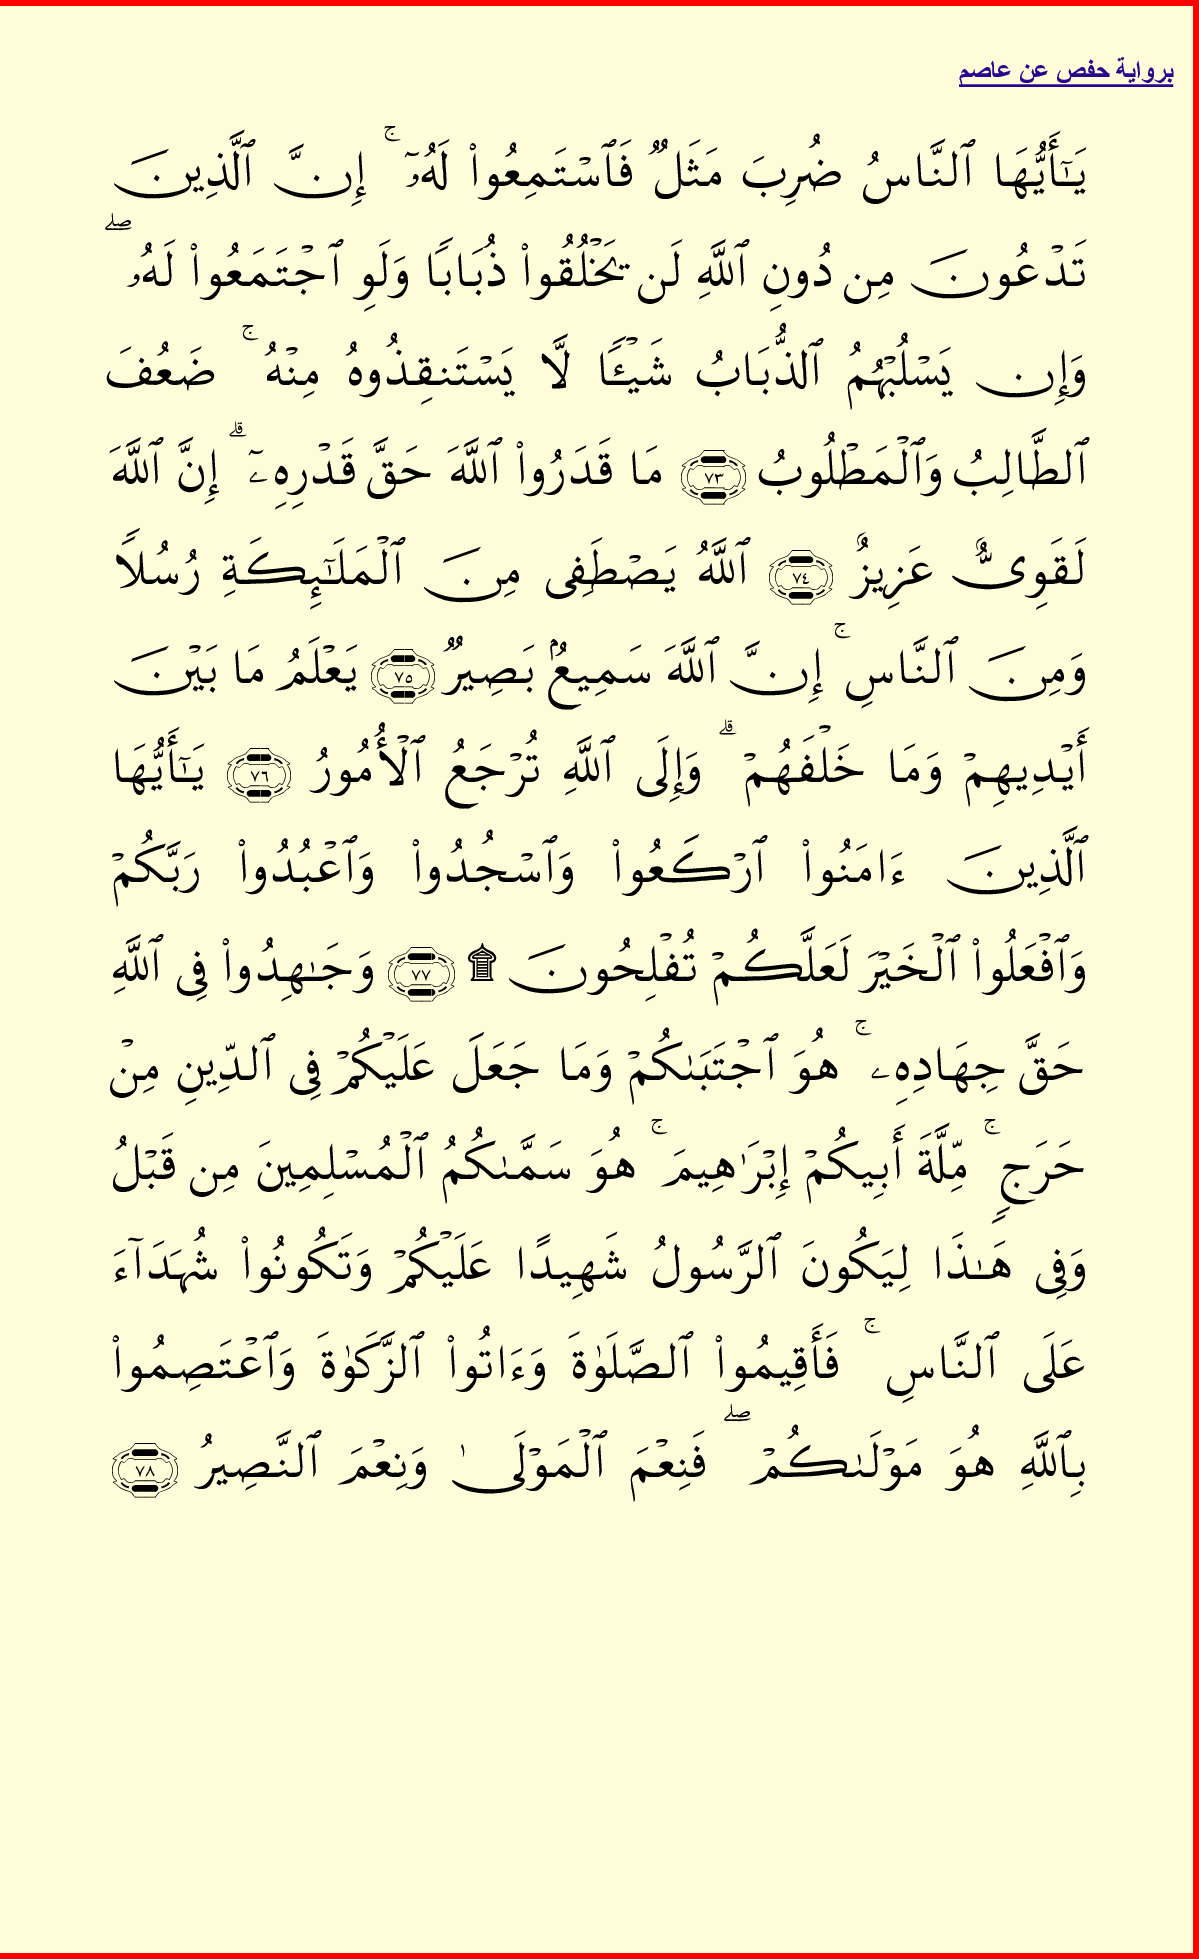 برواية حفص عن عاصم
يَٰٓأَيُّهَا ٱلنَّاسُ ضُرِبَ مَثَلٌ فَٱسْتَمِعُوا۟ لَهُۥٓ ۚ إِنَّ ٱلَّذِينَ
تَدْعُونَ مِن دُونِ ٱللَّهِ لَن يَخْلُقُوا۟ ذُبَابًا وَلَوِ ٱجْتَمَعُوا۟ لَهُۥ ۖ
وَإِن يَسْلُبْهُمُ ٱلذُّبَابُ شَيْـًٔا لَّا يَسْتَنقِذُوهُ مِنْهُ ۚ ضَعُفَ
ٱلطَّالِبُ وَٱلْمَطْلُوبُ ٧٣ مَا قَدَرُوا۟ ٱللَّهَ حَقَّ قَدْرِهِۦٓ ۗ إِنَّ ٱللَّهَ
لَقَوِىٌّ عَزِيزٌ ٧٤ ٱللَّهُ يَصْطَفِى مِنَ ٱلْمَلَٰٓئِكَةِ رُسُلًا
وَمِنَ ٱلنَّاسِ ۚ إِنَّ ٱللَّهَ سَمِيعٌۢ بَصِيرٌ ٧٥ يَعْلَمُ مَا بَيْنَ
أَيْدِيهِمْ وَمَا خَلْفَهُمْ ۗ وَإِلَى ٱللَّهِ تُرْجَعُ ٱلْأُمُورُ ٧٦ يَٰٓأَيُّهَا
ٱلَّذِينَ ءَامَنُوا۟ ٱرْكَعُوا۟ وَٱسْجُدُوا۟ وَٱعْبُدُوا۟ رَبَّكُمْ
وَٱفْعَلُوا۟ ٱلْخَيْرَ لَعَلَّكُمْ تُفْلِحُونَ ۩ ٧٧ وَجَٰهِدُوا۟ فِى ٱللَّهِ
حَقَّ جِهَادِهِۦ ۚ هُوَ ٱجْتَبَىٰكُمْ وَمَا جَعَلَ عَلَيْكُمْ فِى ٱلدِّينِ مِنْ
حَرَجٍ ۚ مِّلَّةَ أَبِيكُمْ إِبْرَٰهِيمَ ۚ هُوَ سَمَّىٰكُمُ ٱلْمُسْلِمِينَ مِن قَبْلُ
وَفِى هَٰذَا لِيَكُونَ ٱلرَّسُولُ شَهِيدًا عَلَيْكُمْ وَتَكُونُوا۟ شُهَدَآءَ
عَلَى ٱلنَّاسِ ۚ فَأَقِيمُوا۟ ٱلصَّلَوٰةَ وَءَاتُوا۟ ٱلزَّكَوٰةَ وَٱعْتَصِمُوا۟
بِٱللَّهِ هُوَ مَوْلَىٰكُمْ ۖ فَنِعْمَ ٱلْمَوْلَىٰ وَنِعْمَ ٱلنَّصِيرُ ٧٨